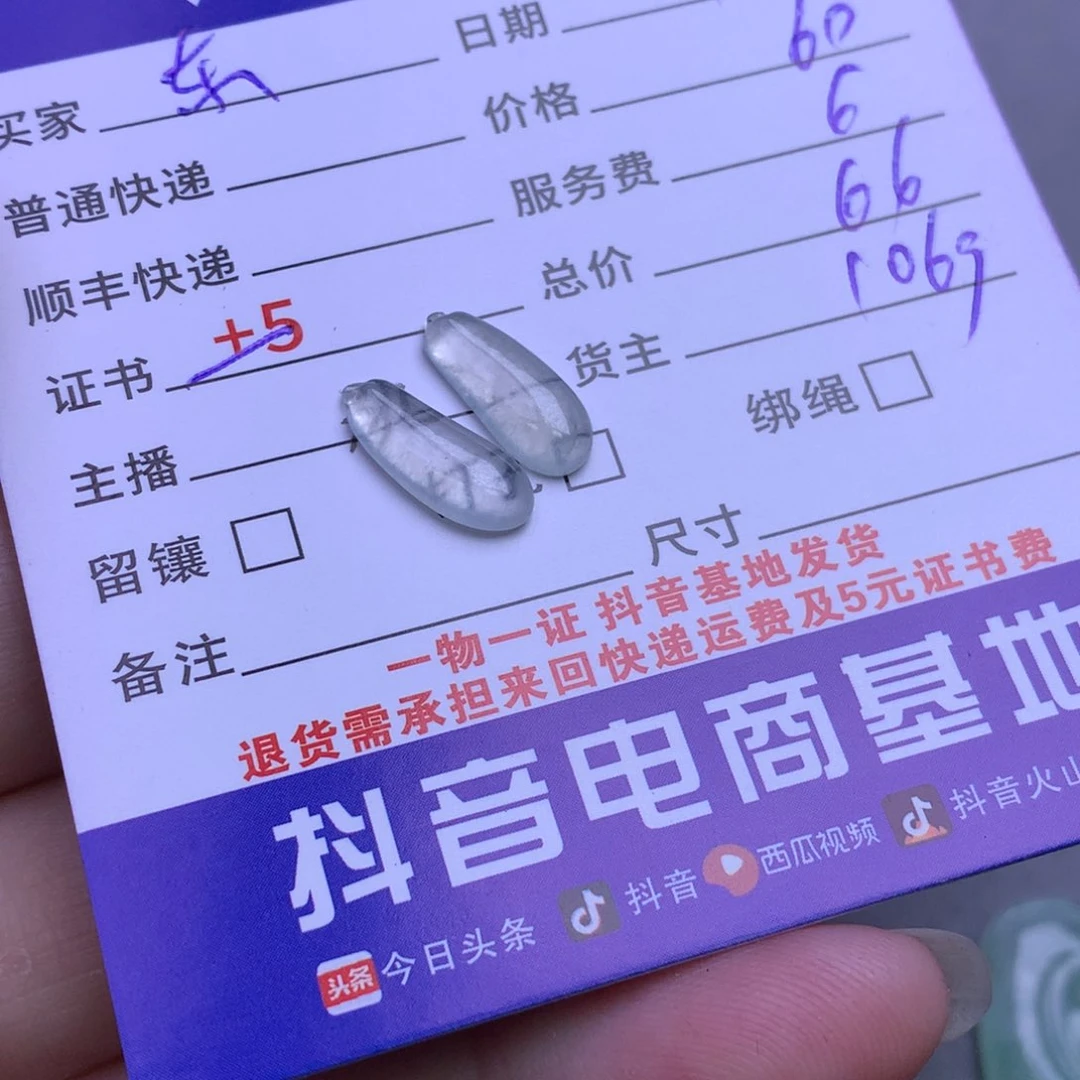 买家 东 日期
普通快递 价格 60
顺丰快递 服务费 6
证书 +5 总价 66
主播 货主 1069
留镶 绑绳
备注 尺寸
一物一证 抖音基地发货
退货需承担来回快递运费及5元证书费
抖音电商基地
头条 今日头条 抖音 西瓜视频 抖音火山